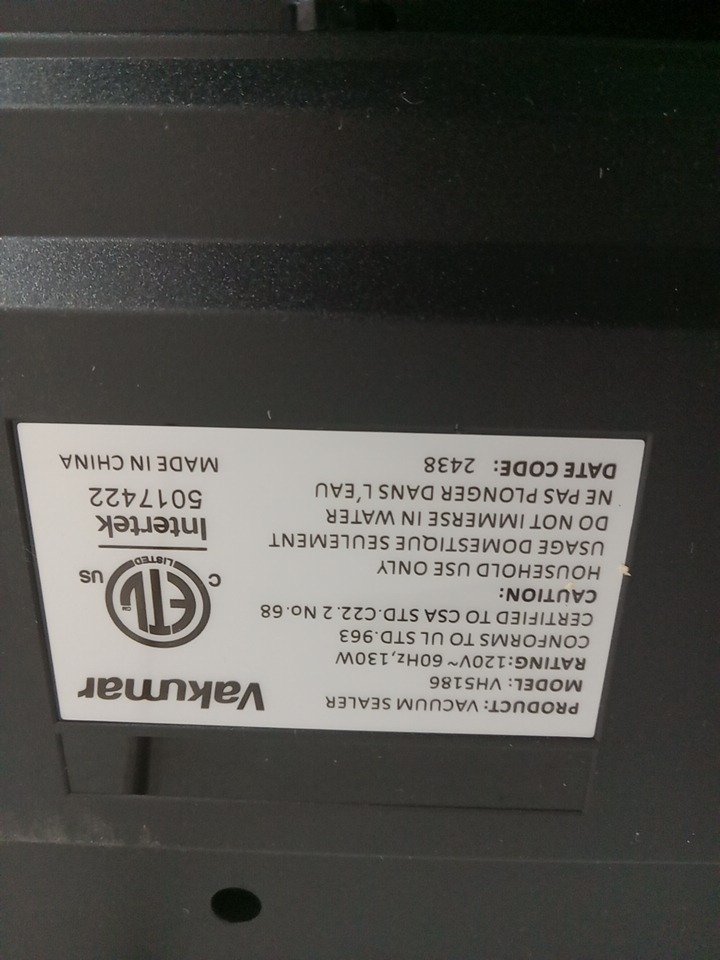 PRODUCT: VACUUM SEALER
MODEL: VH5186
RATING:120V~ 60Hz,130W
CONFORMS TO UL STD.963
CERTIFIED TO CSA STD.C22.2 No.68
CAUTION:
HOUSEHOLD USE ONLY
USAGE DOMESTIQUE SEULEMENT
DO NOT IMMERSE IN WATER
NE PAS PLONGER DANS L'EAU
DATE CODE: 2438
Vakumar
ETL CM
LISTED
C US
Intertek
5017422
MADE IN CHINA